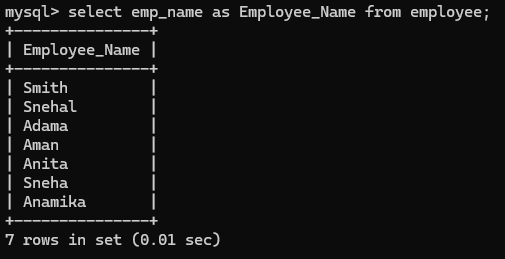 mysql> select emp_name as Employee_Name from employee;
+---------------+
| Employee_Name |
+---------------+
| Smith         |
| Snehal        |
| Adama         |
| Aman          |
| Anita         |
| Sneha         |
| Anamika       |
+---------------+
7 rows in set (0.01 sec)